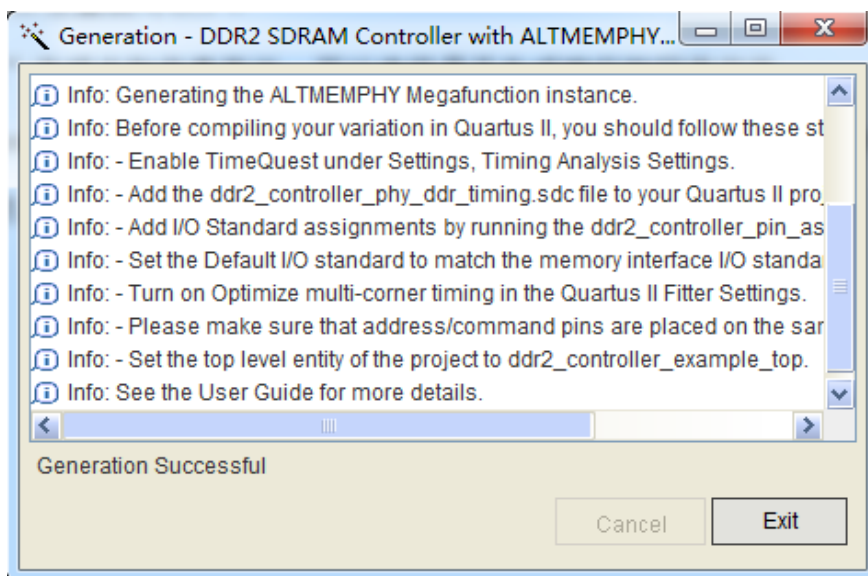 Generation - DDR2 SDRAM Controller with ALTMEMPHY...
Info: Generating the ALTMEMPHY Megafunction instance.
Info: Before compiling your variation in Quartus II, you should follow these st
Info: - Enable TimeQuest under Settings, Timing Analysis Settings.
Info: - Add the ddr2_controller_phy_ddr_timing.sdc file to your Quartus II pro
Info: - Add I/O Standard assignments by running the ddr2_controller_pin_as
Info: - Set the Default I/O standard to match the memory interface I/O standa
Info: - Turn on Optimize multi-corner timing in the Quartus II Fitter Settings.
Info: - Please make sure that address/command pins are placed on the sar
Info: - Set the top level entity of the project to ddr2_controller_example_top.
Info: See the User Guide for more details.
Generation Successful
Cancel Exit